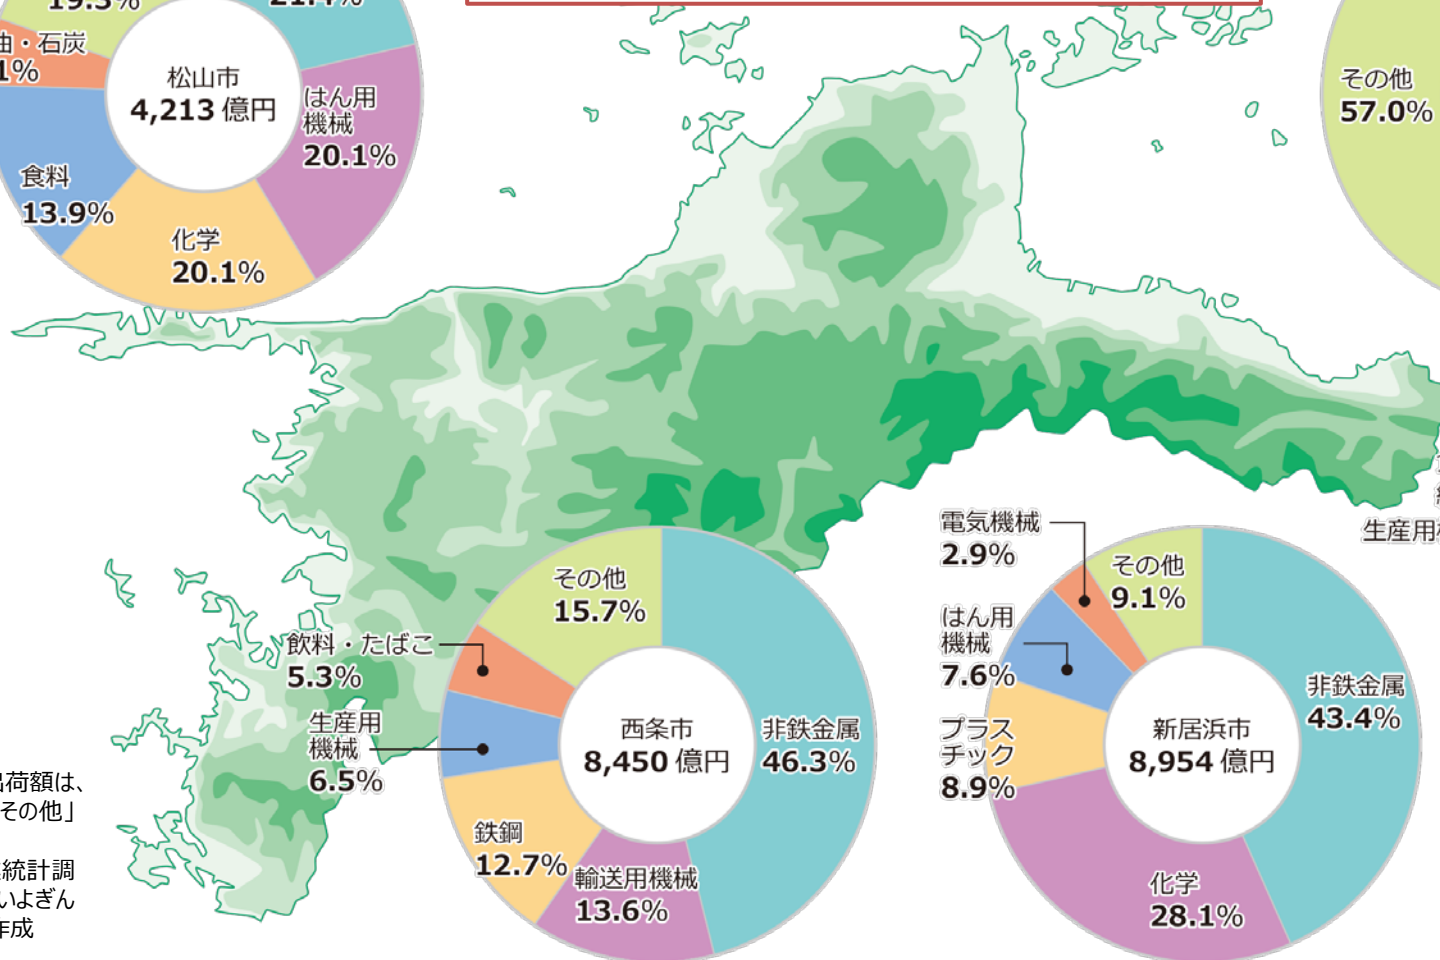 19.3%
21.4%
油・石炭
1%
松山市
4,213 億円
はん用
機械
20.1%
食料
13.9%
化学
20.1%
その他
57.0%
電気機械
2.9%
その他
9.1%
はん用
機械
7.6%
プラス
チック
8.9%
新居浜市
8,954 億円
非鉄金属
43.4%
化学
28.1%
生産用
その他
15.7%
飲料・たばこ
5.3%
生産用
機械
6.5%
西条市
8,450 億円
非鉄金属
46.3%
鉄鋼
12.7%
輸送用機械
13.6%
出荷額は、
その他」
統計調
いよぎん
作成